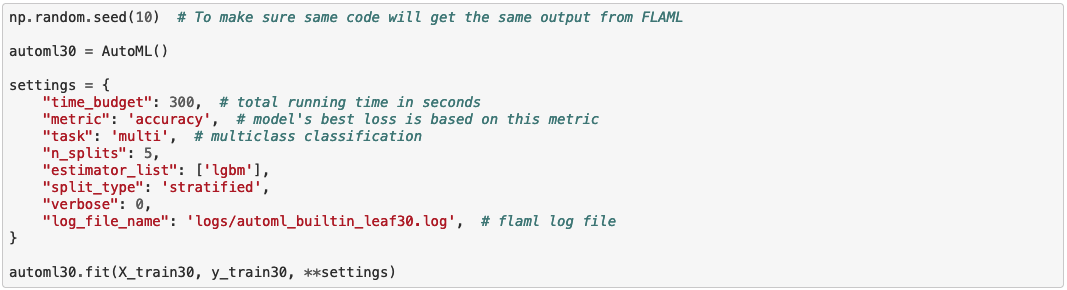 np.random.seed(10)  # To make sure same code will get the same output from FLAML
automl30 = AutoML()
settings = {
    "time_budget": 300,  # total running time in seconds
    "metric": 'accuracy',  # model's best loss is based on this metric
    "task": 'multi',  # multiclass classification
    "n_splits": 5,
    "estimator_list": ['lgbm'],
    "split_type": 'stratified',
    "verbose": 0,
    "log_file_name": 'logs/automl_builtin_leaf30.log',  # flaml log file
}
automl30.fit(X_train30, y_train30, **settings)